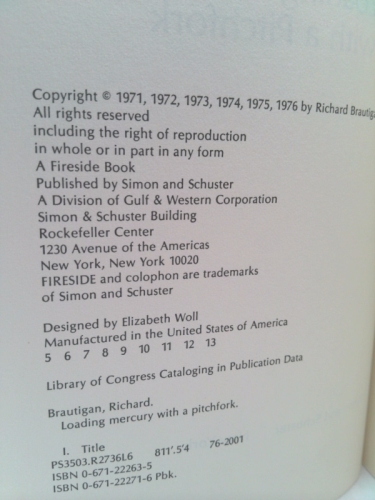 Copyright © 1971, 1972, 1973, 1974, 1975, 1976 by Richard Brautigan
All rights reserved
including the right of reproduction
in whole or in part in any form
A Fireside Book
Published by Simon and Schuster
A Division of Gulf & Western Corporation
Simon & Schuster Building
Rockefeller Center
1230 Avenue of the Americas
New York, New York 10020
FIRESIDE and colophon are trademarks
of Simon and Schuster
Designed by Elizabeth Woll
Manufactured in the United States of America
5 6 7 8 9 10 11 12 13
Library of Congress Cataloging in Publication Data
Brautigan, Richard.
Loading mercury with a pitchfork.
I. Title
PS3503.R2736L6 811'.5'4 76-2001
ISBN 0-671-22263-5
ISBN 0-671-22271-6 Pbk.